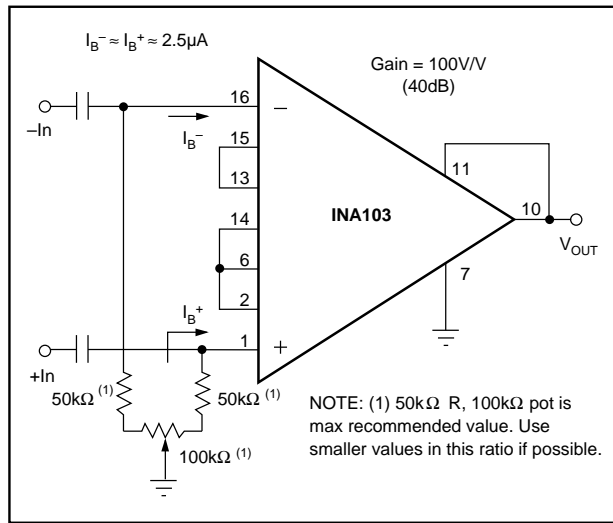 I_B⁻ ≈ I_B⁺ ≈ 2.5µA
Gain = 100V/V
(40dB)
16
–
–In
I_B⁻
15
13
11
14
INA103
10
6
V_OUT
2
7
I_B⁺
1
+
+In
50kΩ (1)
50kΩ (1)
100kΩ (1)
NOTE: (1) 50kΩ R, 100kΩ pot is
max recommended value. Use
smaller values in this ratio if possible.